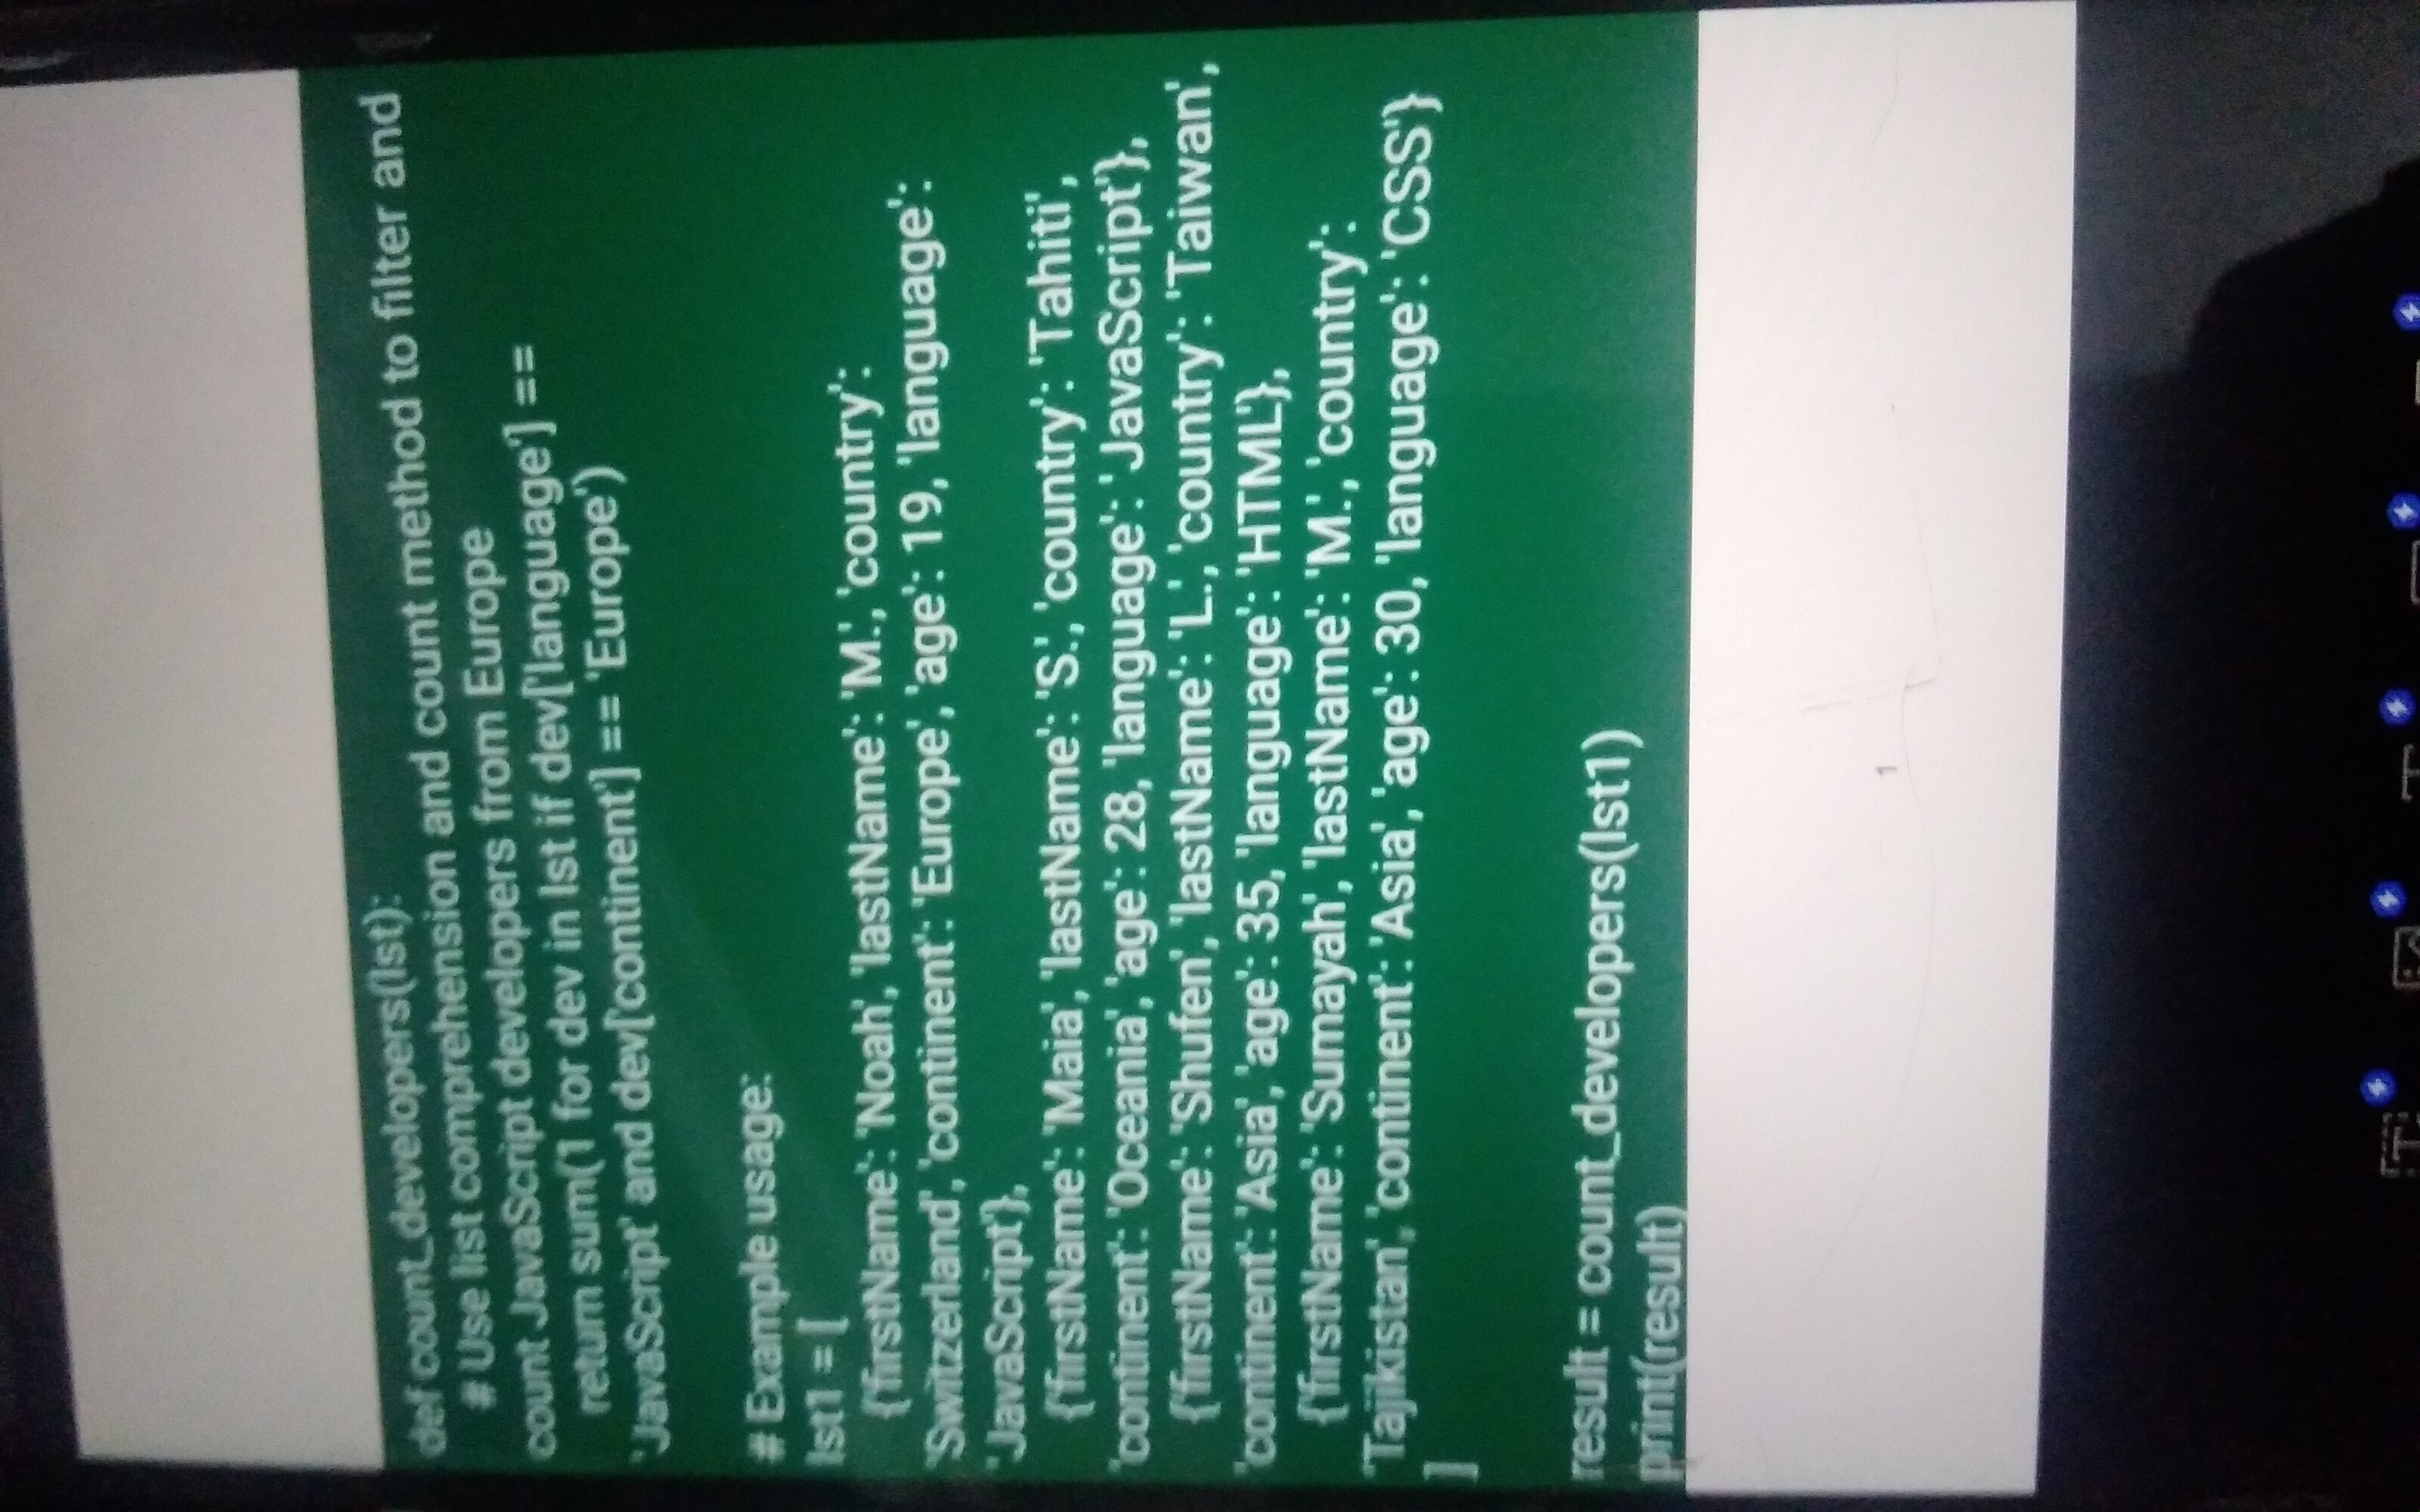 def count_developers(lst):
# Use list comprehension and count method to filter and
count JavaScript developers from Europe
return sum(1 for dev in lst if dev['language'] ==
'JavaScript' and dev['continent'] == 'Europe')
# Example usage:
lst1 = [
{'firstName': 'Noah', 'lastName': 'M.', 'country':
'Switzerland', 'continent': 'Europe', 'age': 19, 'language':
'JavaScript'},
{'firstName': 'Maia', 'lastName': 'S.', 'country': 'Tahiti',
'continent': 'Oceania', 'age': 28, 'language': 'JavaScript'},
{'firstName': 'Shufen', 'lastName': 'L.', 'country': 'Taiwan',
'continent': 'Asia', 'age': 35, 'language': 'HTML'},
{'firstName': 'Sumayah', 'lastName': 'M.', 'country':
'Tajikistan', 'continent': 'Asia', 'age': 30, 'language': 'CSS'}
]
result = count_developers(lst1)
print(result)
1